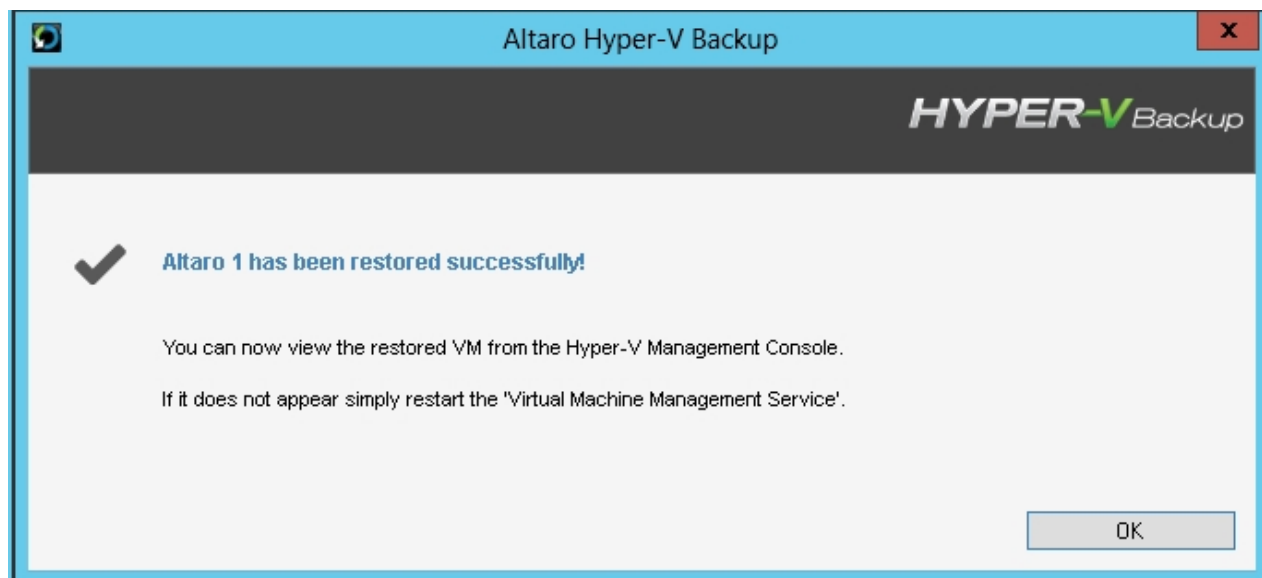 Altaro Hyper-V Backup
x
HYPER-V Backup
Altaro 1 has been restored successfully!
You can now view the restored VM from the Hyper-V Management Console.
If it does not appear simply restart the 'Virtual Machine Management Service'.
OK